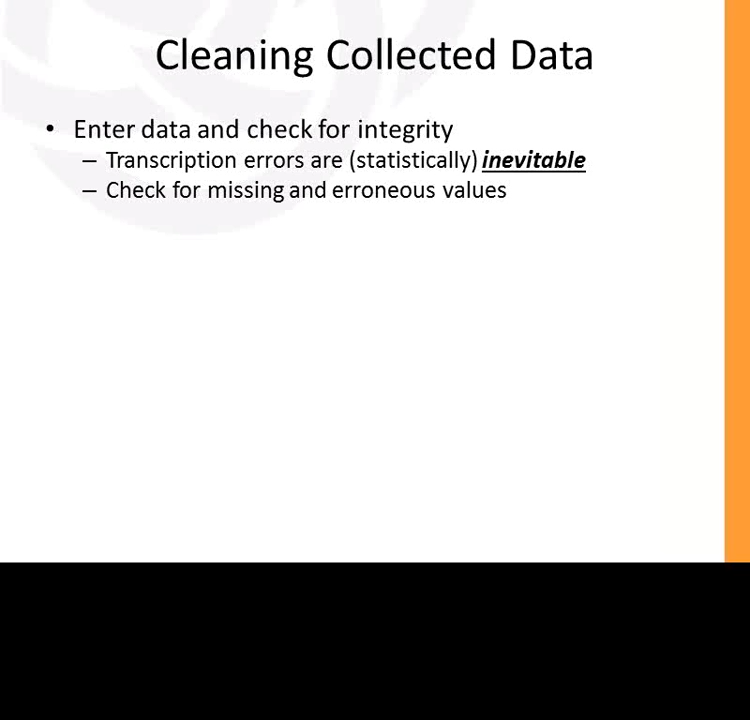 Cleaning Collected Data
• Enter data and check for integrity
– Transcription errors are (statistically) inevitable
– Check for missing and erroneous values